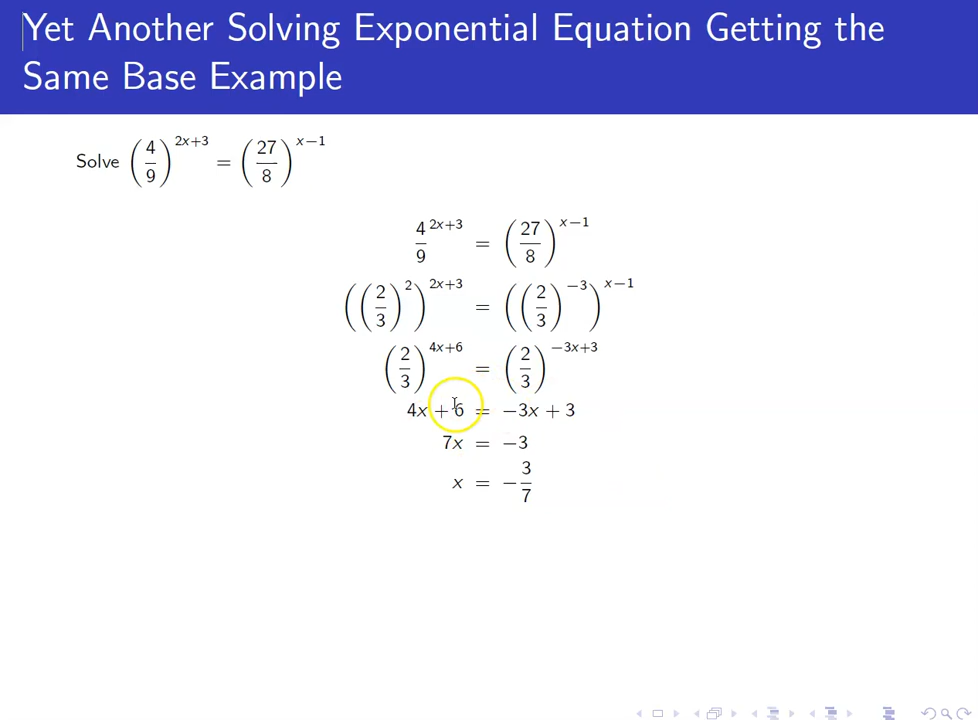 Yet Another Solving Exponential Equation Getting the
Same Base Example
Solve (4/9)^{2x+3} = (27/8)^{x−1}
4/9^{2x+3} = (27/8)^{x−1}
((2/3)^2)^{2x+3} = ((2/3)^{−3})^{x−1}
(2/3)^{4x+6} = (2/3)^{−3x+3}
4x + 6 = −3x + 3
7x = −3
x = −3/7